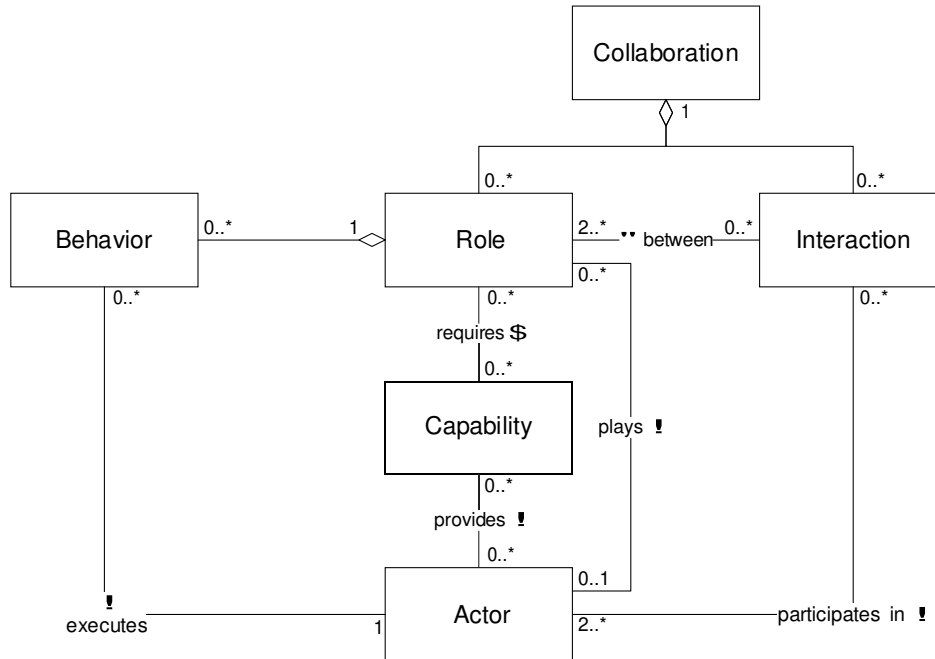 Collaboration
1
0..*
0..*
Behavior
0..*
1
Role
2..*
" between
0..*
Interaction
0..*
0..*
0..*
0..*
requires $
0..*
Capability
plays !
0..*
provides !
0..*
0..1
!
executes
1
Actor
2..*
participates in !